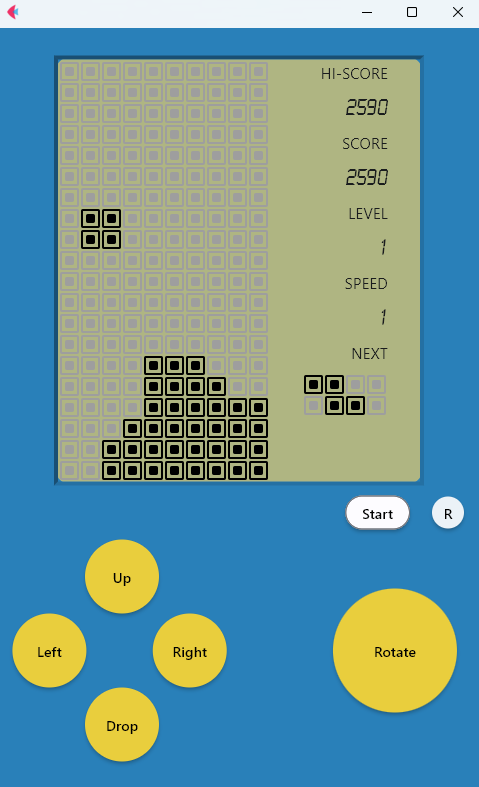 HI-SCORE
2590
SCORE
2590
LEVEL
1
SPEED
1
NEXT
Start
R
Up
Left
Right
Rotate
Drop